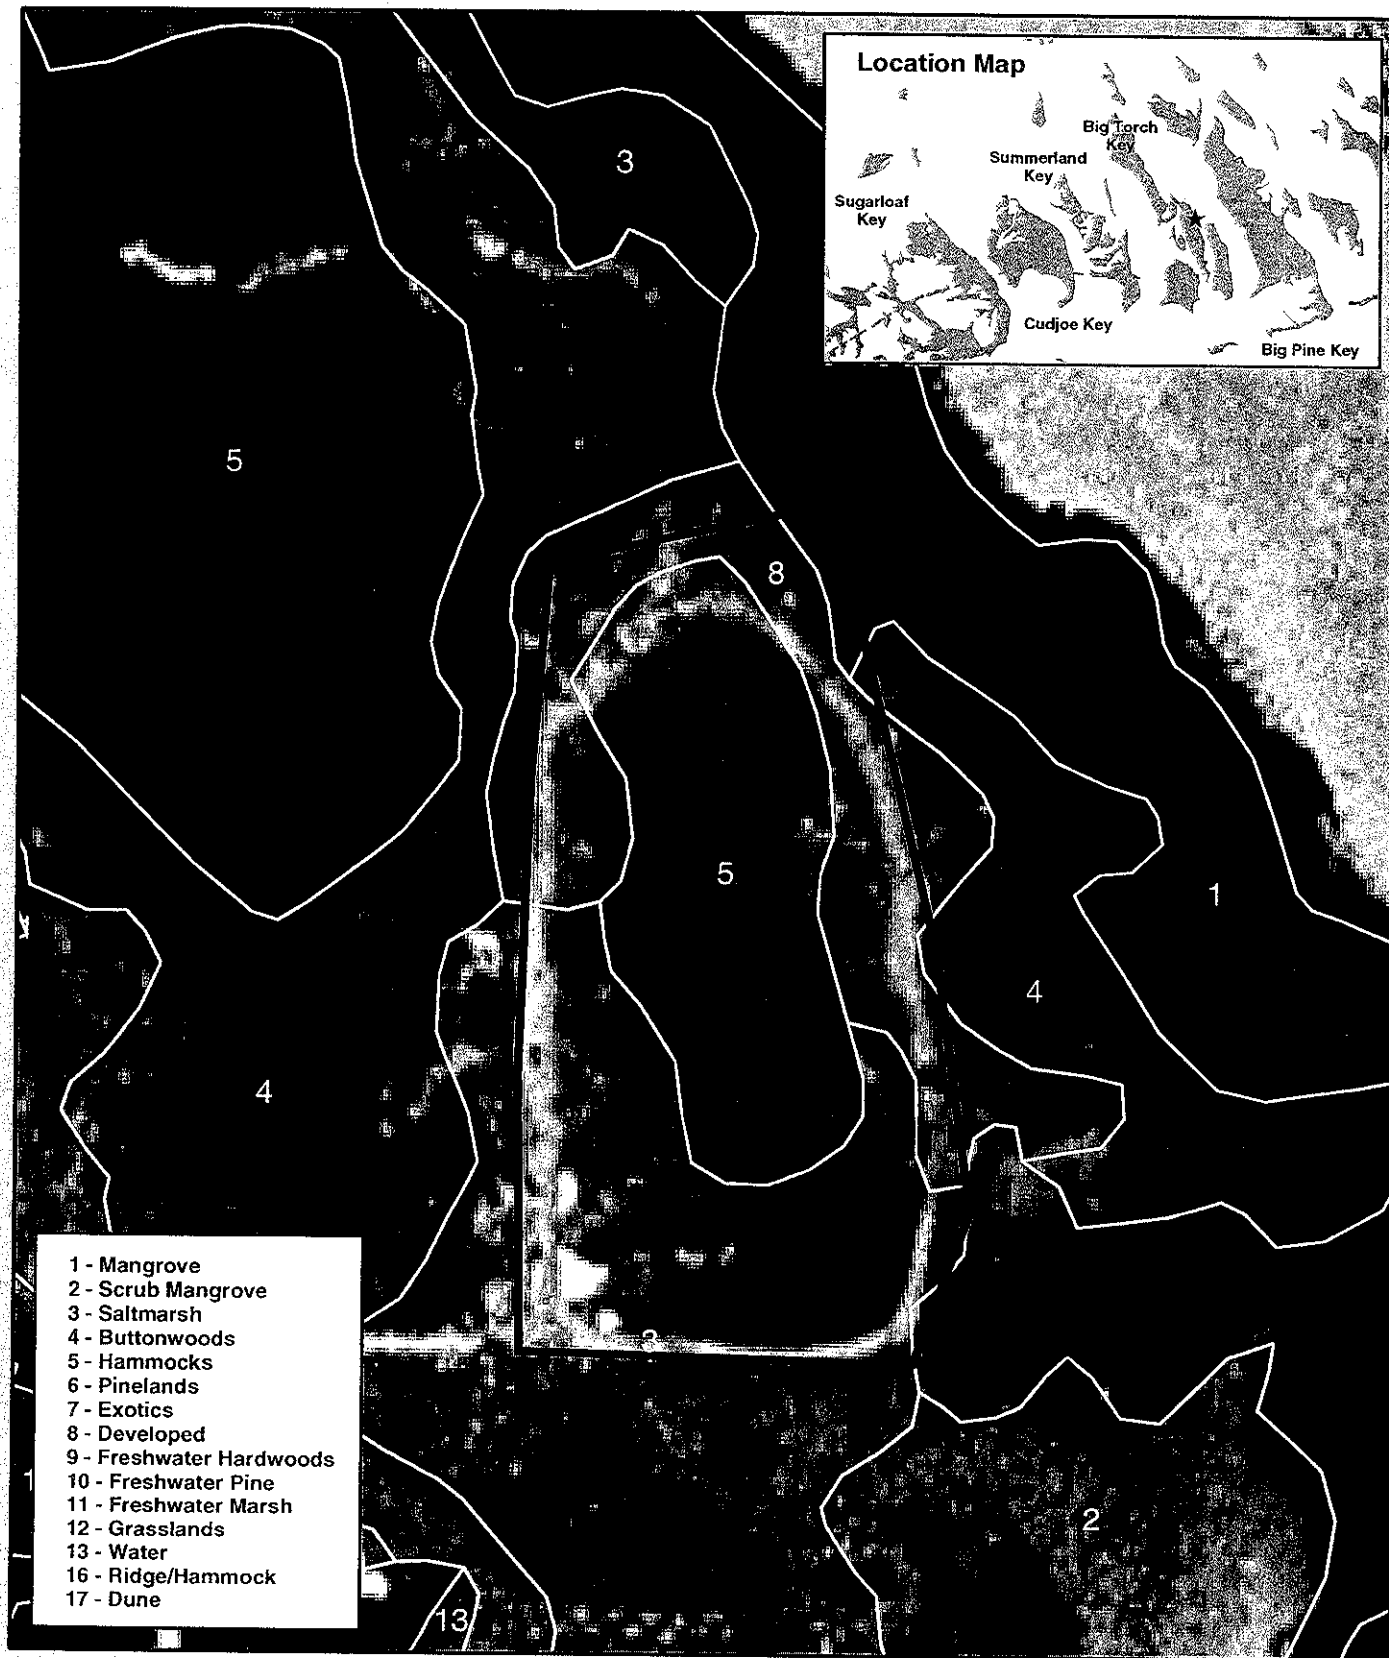 Location Map
Big Torch
Key
Summerland
Key
Sugarloaf
Key
Cudjoe Key
Big Pine Key
3
5
8
5
1
4
4
3
2
13
1 - Mangrove
2 - Scrub Mangrove
3 - Saltmarsh
4 - Buttonwoods
5 - Hammocks
6 - Pinelands
7 - Exotics
8 - Developed
9 - Freshwater Hardwoods
10 - Freshwater Pine
11 - Freshwater Marsh
12 - Grasslands
13 - Water
16 - Ridge/Hammock
17 - Dune